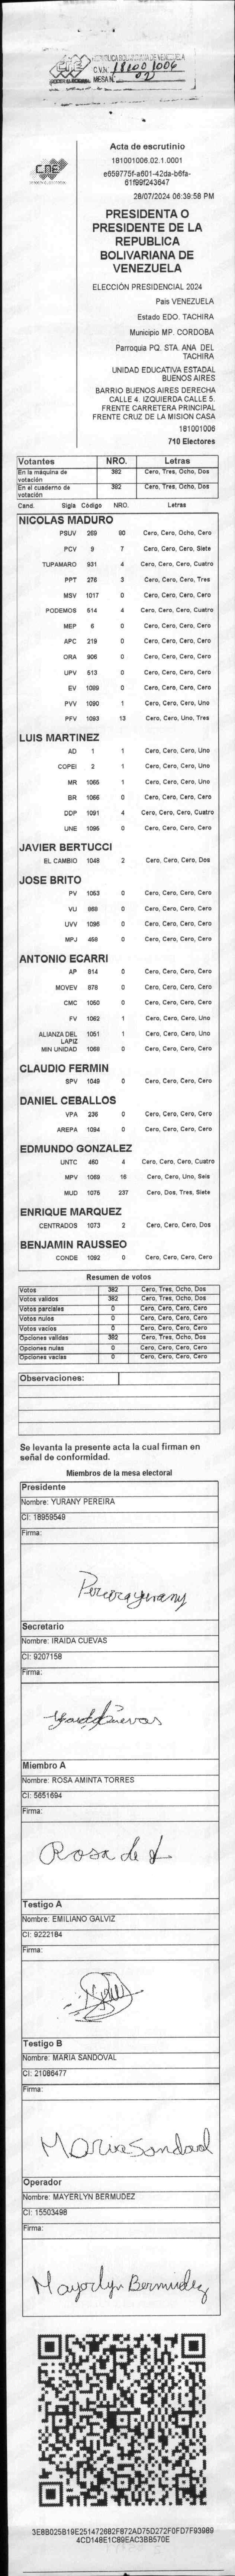 REPUBLICA BOLIVARIANA DE VENEZUELA
C.V.N.: 181001006
MESA N°: 02
CNE
Acta de escrutinio
181001006.02.1.0001
e659775f-a601-42da-b6fa-
61f99f243647
28/07/2024 06:39:58 PM
PRESIDENTA O
PRESIDENTE DE LA
REPUBLICA
BOLIVARIANA DE
VENEZUELA
ELECCIÓN PRESIDENCIAL 2024
Pais VENEZUELA
Estado EDO. TACHIRA
Municipio MP. CORDOBA
Parroquia PQ. STA. ANA DEL
TACHIRA
UNIDAD EDUCATIVA ESTADAL
BUENOS AIRES
BARRIO BUENOS AIRES DERECHA
CALLE 4. IZQUIERDA CALLE 5.
FRENTE CARRETERA PRINCIPAL
FRENTE CRUZ DE LA MISION CASA
181001006
710 Electores
Votantes NRO. Letras
En la máquina de votación 382 Cero, Tres, Ocho, Dos
En el cuaderno de votación 382 Cero, Tres, Ocho, Dos
Cand. Sigla Código NRO. Letras
NICOLAS MADURO
PSUV 269 80 Cero, Cero, Ocho, Cero
PCV 9 7 Cero, Cero, Cero, Siete
TUPAMARO 931 4 Cero, Cero, Cero, Cuatro
PPT 276 3 Cero, Cero, Cero, Tres
MSV 1017 0 Cero, Cero, Cero, Cero
PODEMOS 514 4 Cero, Cero, Cero, Cuatro
MEP 6 0 Cero, Cero, Cero, Cero
APC 219 0 Cero, Cero, Cero, Cero
ORA 906 0 Cero, Cero, Cero, Cero
UPV 513 0 Cero, Cero, Cero, Cero
EV 1089 0 Cero, Cero, Cero, Cero
PVV 1090 1 Cero, Cero, Cero, Uno
PFV 1093 13 Cero, Cero, Uno, Tres
LUIS MARTINEZ
AD 1 1 Cero, Cero, Cero, Uno
COPEI 2 1 Cero, Cero, Cero, Uno
MR 1065 1 Cero, Cero, Cero, Uno
BR 1066 0 Cero, Cero, Cero, Cero
DDP 1091 4 Cero, Cero, Cero, Cuatro
UNE 1095 0 Cero, Cero, Cero, Cero
JAVIER BERTUCCI
EL CAMBIO 1048 2 Cero, Cero, Cero, Dos
JOSE BRITO
PV 1053 0 Cero, Cero, Cero, Cero
VU 869 0 Cero, Cero, Cero, Cero
UVV 1096 0 Cero, Cero, Cero, Cero
MPJ 458 0 Cero, Cero, Cero, Cero
ANTONIO ECARRI
AP 814 0 Cero, Cero, Cero, Cero
MOVEV 878 0 Cero, Cero, Cero, Cero
CMC 1050 0 Cero, Cero, Cero, Cero
FV 1062 1 Cero, Cero, Cero, Uno
ALIANZA DEL LAPIZ 1051 1 Cero, Cero, Cero, Uno
MIN UNIDAD 1068 0 Cero, Cero, Cero, Cero
CLAUDIO FERMIN
SPV 1049 0 Cero, Cero, Cero, Cero
DANIEL CEBALLOS
VPA 236 0 Cero, Cero, Cero, Cero
AREPA 1094 0 Cero, Cero, Cero, Cero
EDMUNDO GONZALEZ
UNTC 460 4 Cero, Cero, Cero, Cuatro
MPV 1069 16 Cero, Cero, Uno, Seis
MUD 1075 237 Cero, Dos, Tres, Siete
ENRIQUE MARQUEZ
CENTRADOS 1073 2 Cero, Cero, Cero, Dos
BENJAMIN RAUSSEO
CONDE 1092 0 Cero, Cero, Cero, Cero
Resumen de votos
Votos 382 Cero, Tres, Ocho, Dos
Votos validos 382 Cero, Tres, Ocho, Dos
Votos parciales 0 Cero, Cero, Cero, Cero
Votos nulos 0 Cero, Cero, Cero, Cero
Votos vacios 0 Cero, Cero, Cero, Cero
Opciones validas 382 Cero, Tres, Ocho, Dos
Opciones nulas 0 Cero, Cero, Cero, Cero
Opciones vacias 0 Cero, Cero, Cero, Cero
Observaciones:
Se levanta la presente acta la cual firman en
señal de conformidad.
Miembros de la mesa electoral
Presidente
Nombre: YURANY PEREIRA
CI: 18959549
Firma:
Pereira yurany
Secretario
Nombre: IRAIDA CUEVAS
CI: 9207158
Firma:
Miembro A
Nombre: ROSA AMINTA TORRES
CI: 5651694
Firma:
Rosa de
Testigo A
Nombre: EMILIANO GALVIZ
CI: 9222184
Firma:
Testigo B
Nombre: MARIA SANDOVAL
CI: 21086477
Firma:
Maria Sandoval
Operador
Nombre: MAYERLYN BERMUDEZ
CI: 15503498
Firma:
Mayerlyn Bermudez
3E8B025B19E251472682F872AD75D272F0FD7F93989
4CD148E1C89EAC3BB570E